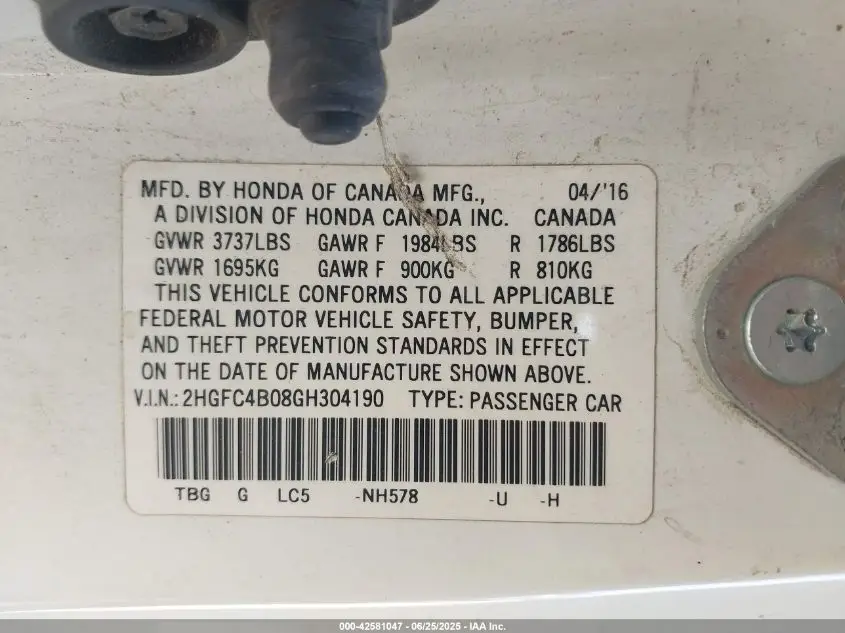 MFD. BY HONDA OF CANADA MFG., 04/'16
A DIVISION OF HONDA CANADA INC. CANADA
GVWR 3737LBS GAWR F 1984LBS R 1786LBS
GVWR 1695KG GAWR F 900KG R 810KG
THIS VEHICLE CONFORMS TO ALL APPLICABLE
FEDERAL MOTOR VEHICLE SAFETY, BUMPER,
AND THEFT PREVENTION STANDARDS IN EFFECT
ON THE DATE OF MANUFACTURE SHOWN ABOVE.
V.I.N.: 2HGFC4B08GH304190 TYPE: PASSENGER CAR
TBG G LC5 -NH578 -U -H
000-42581047 - 06/25/2025 - IAA Inc.